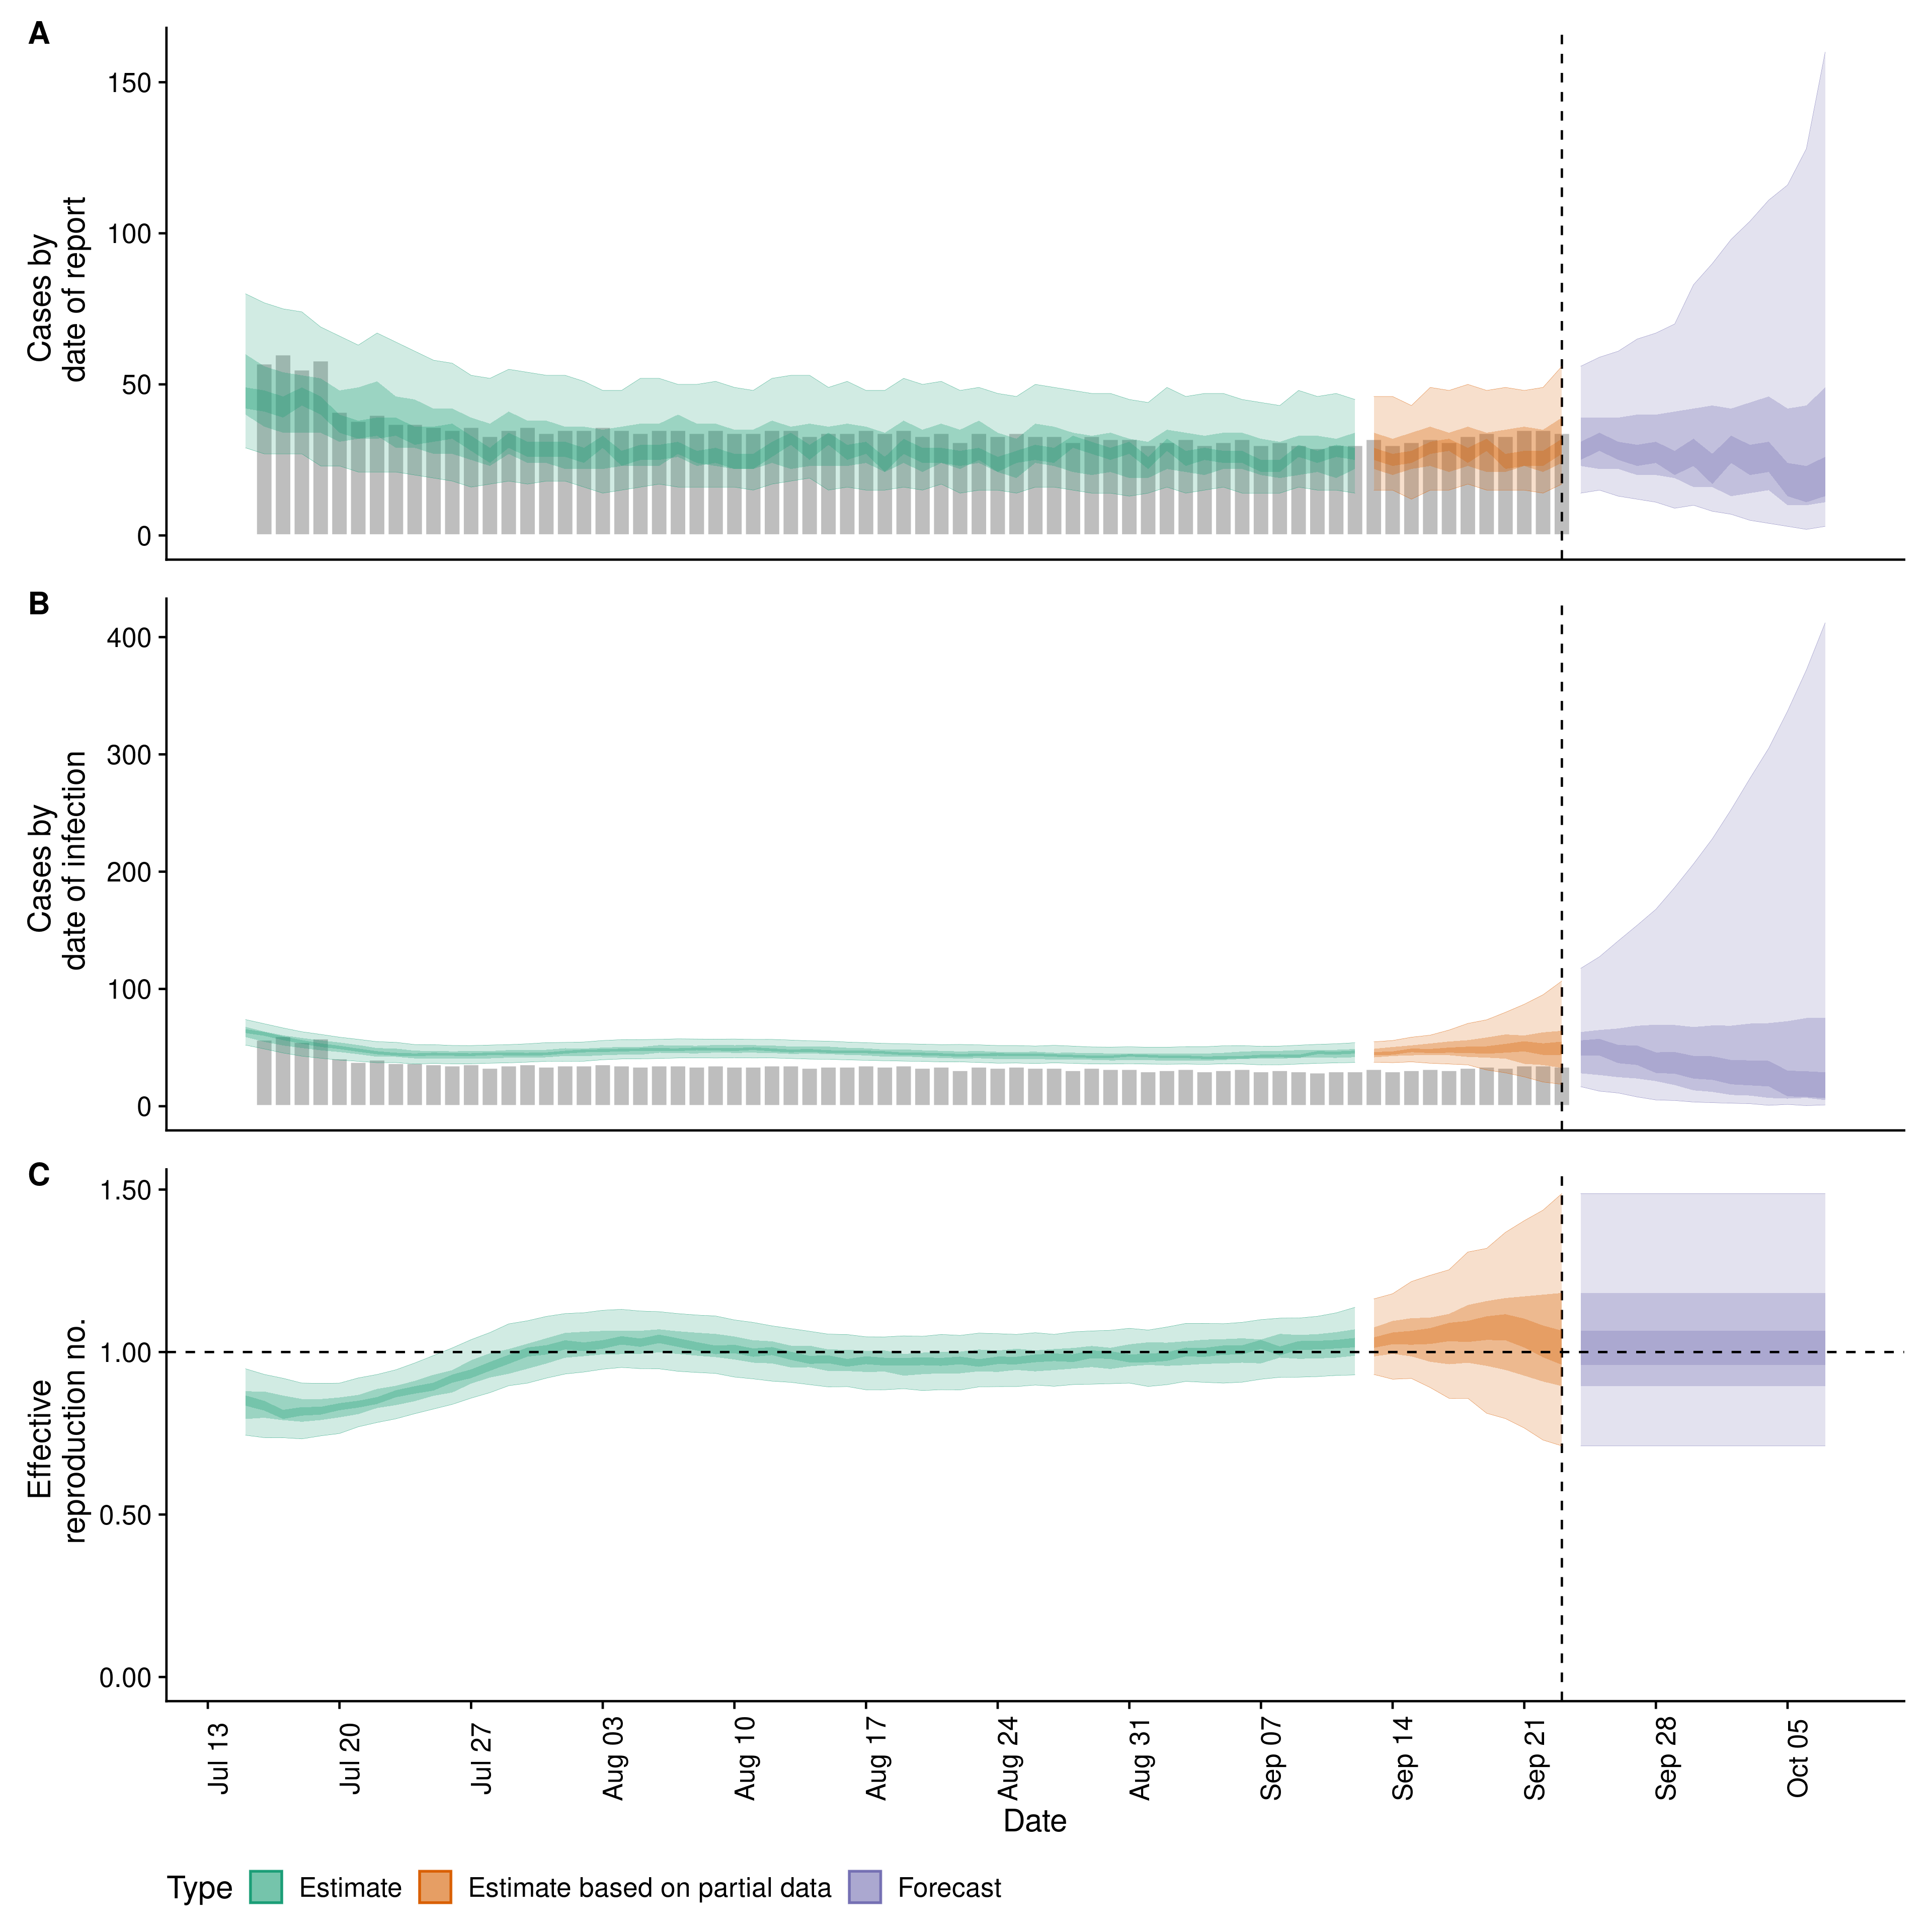 A
150
100
50
0
Cases by
date of report
B
400
300
200
100
0
Cases by
date of infection
C
1.50
1.00
0.50
0.00
Effective
reproduction no.
Jul 13
Jul 20
Jul 27
Aug 03
Aug 10
Aug 17
Aug 24
Aug 31
Sep 07
Sep 14
Sep 21
Sep 28
Oct 05
Date
Type Estimate Estimate based on partial data Forecast